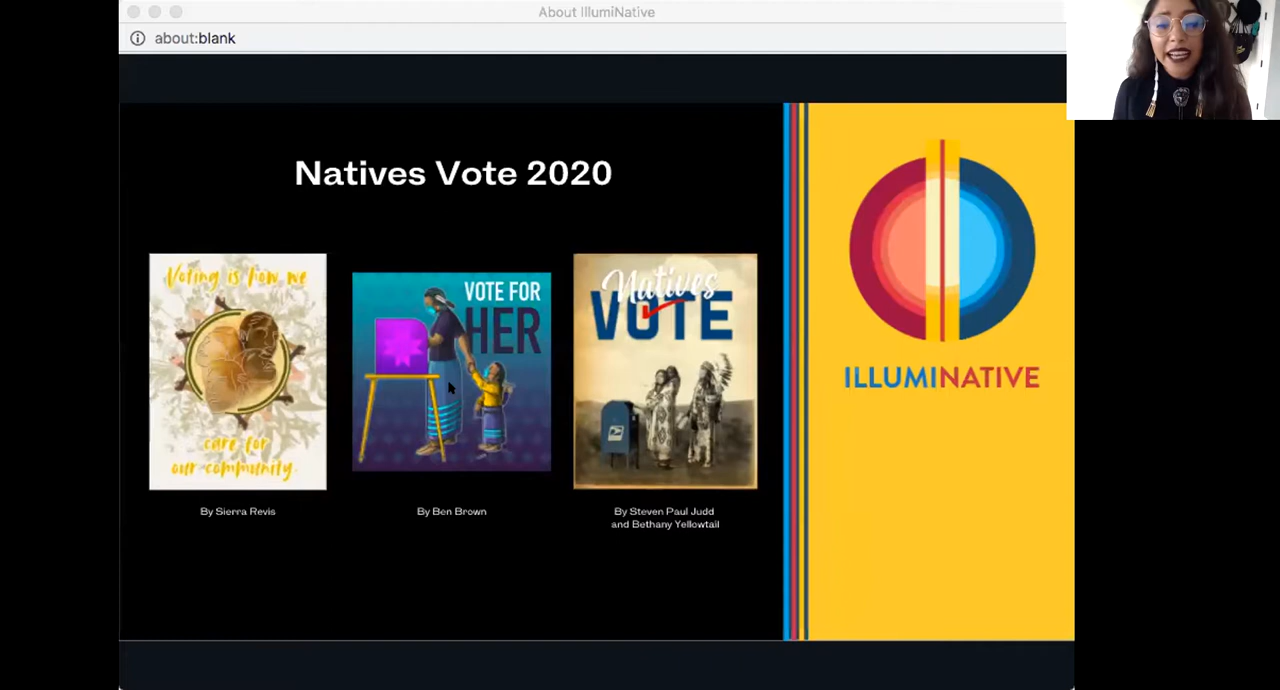 About IllumiNative
about:blank
Natives Vote 2020
Voting is how we
care for
our community.
By Sierra Revis
VOTE FOR
HER
By Ben Brown
Natives
VOTE
By Steven Paul Judd
and Bethany Yellowtail
ILLUMINATIVE